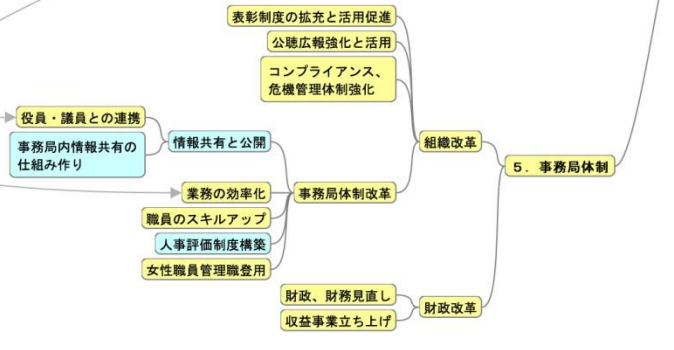 表彰制度の拡充と活用促進
公聴広報強化と活用
コンプライアンス、
危機管理体制強化
役員・議員との連携
事務局内情報共有の
仕組み作り
情報共有と公開
組織改革
5．事務局体制
業務の効率化
事務局体制改革
職員のスキルアップ
人事評価制度構築
女性職員管理職登用
財政、財務見直し
収益事業立ち上げ
財政改革